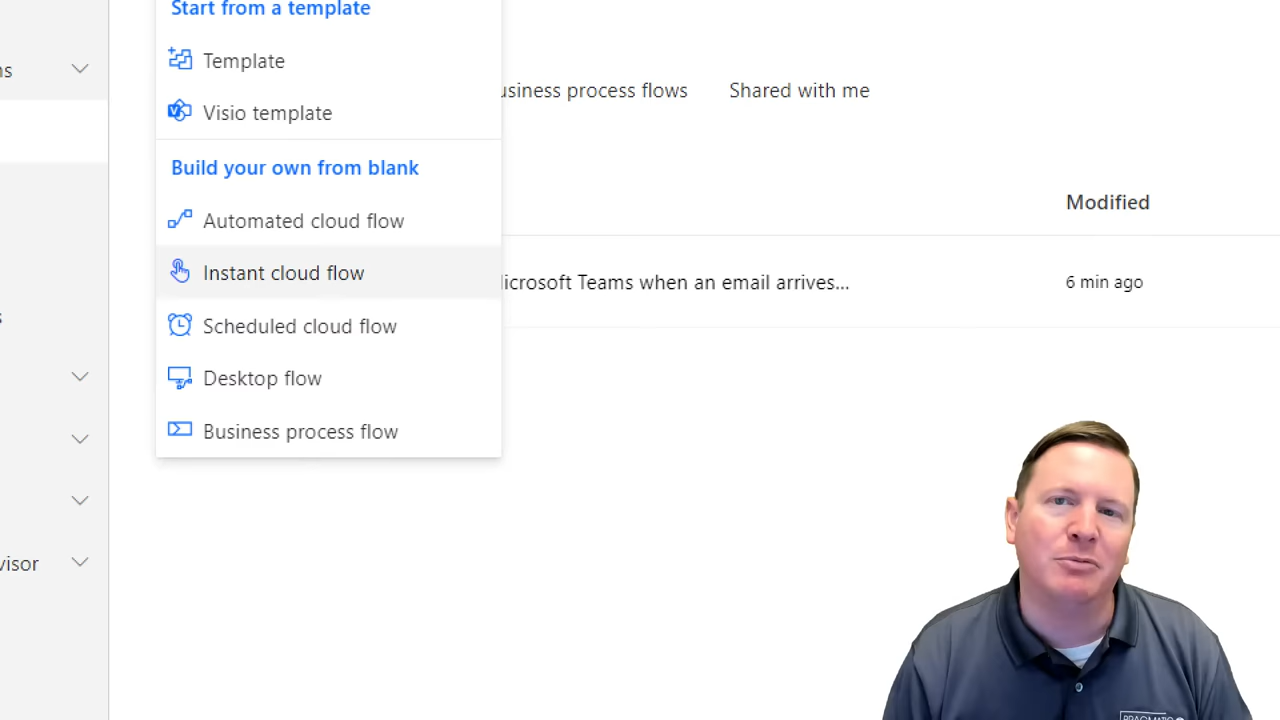 Start from a template
Template
Visio template
Build your own from blank
Automated cloud flow
Instant cloud flow
Scheduled cloud flow
Desktop flow
Business process flow
usiness process flows
Shared with me
Modified
icrosoft Teams when an email arrives...
6 min ago
ns
s
visor
PRAGMATIC